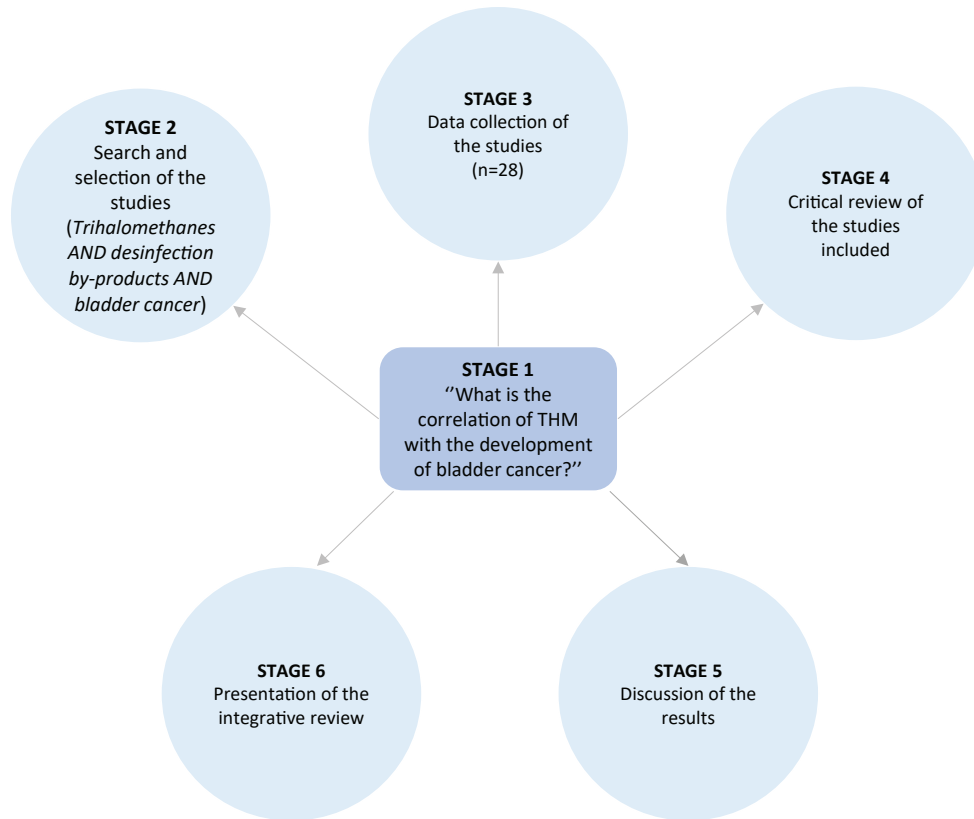 STAGE 1
‘’What is the
correlation of THM
with the development
of bladder cancer?’’
STAGE 2
Search and
selection of the
studies
(Trihalomethanes
AND desinfection
by-products AND
bladder cancer)
STAGE 3
Data collection of
the studies
(n=28)
STAGE 4
Critical review of
the studies
included
STAGE 5
Discussion of the
results
STAGE 6
Presentation of the
integrative review